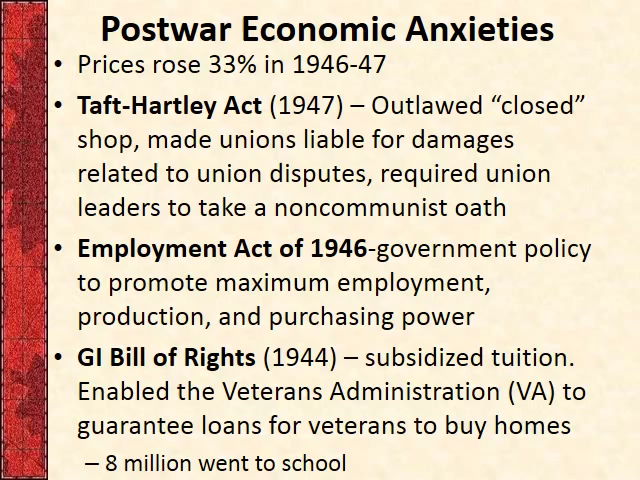 Postwar Economic Anxieties
• Prices rose 33% in 1946-47
• Taft-Hartley Act (1947) – Outlawed “closed”
shop, made unions liable for damages
related to union disputes, required union
leaders to take a noncommunist oath
• Employment Act of 1946-government policy
to promote maximum employment,
production, and purchasing power
• GI Bill of Rights (1944) – subsidized tuition.
Enabled the Veterans Administration (VA) to
guarantee loans for veterans to buy homes
– 8 million went to school